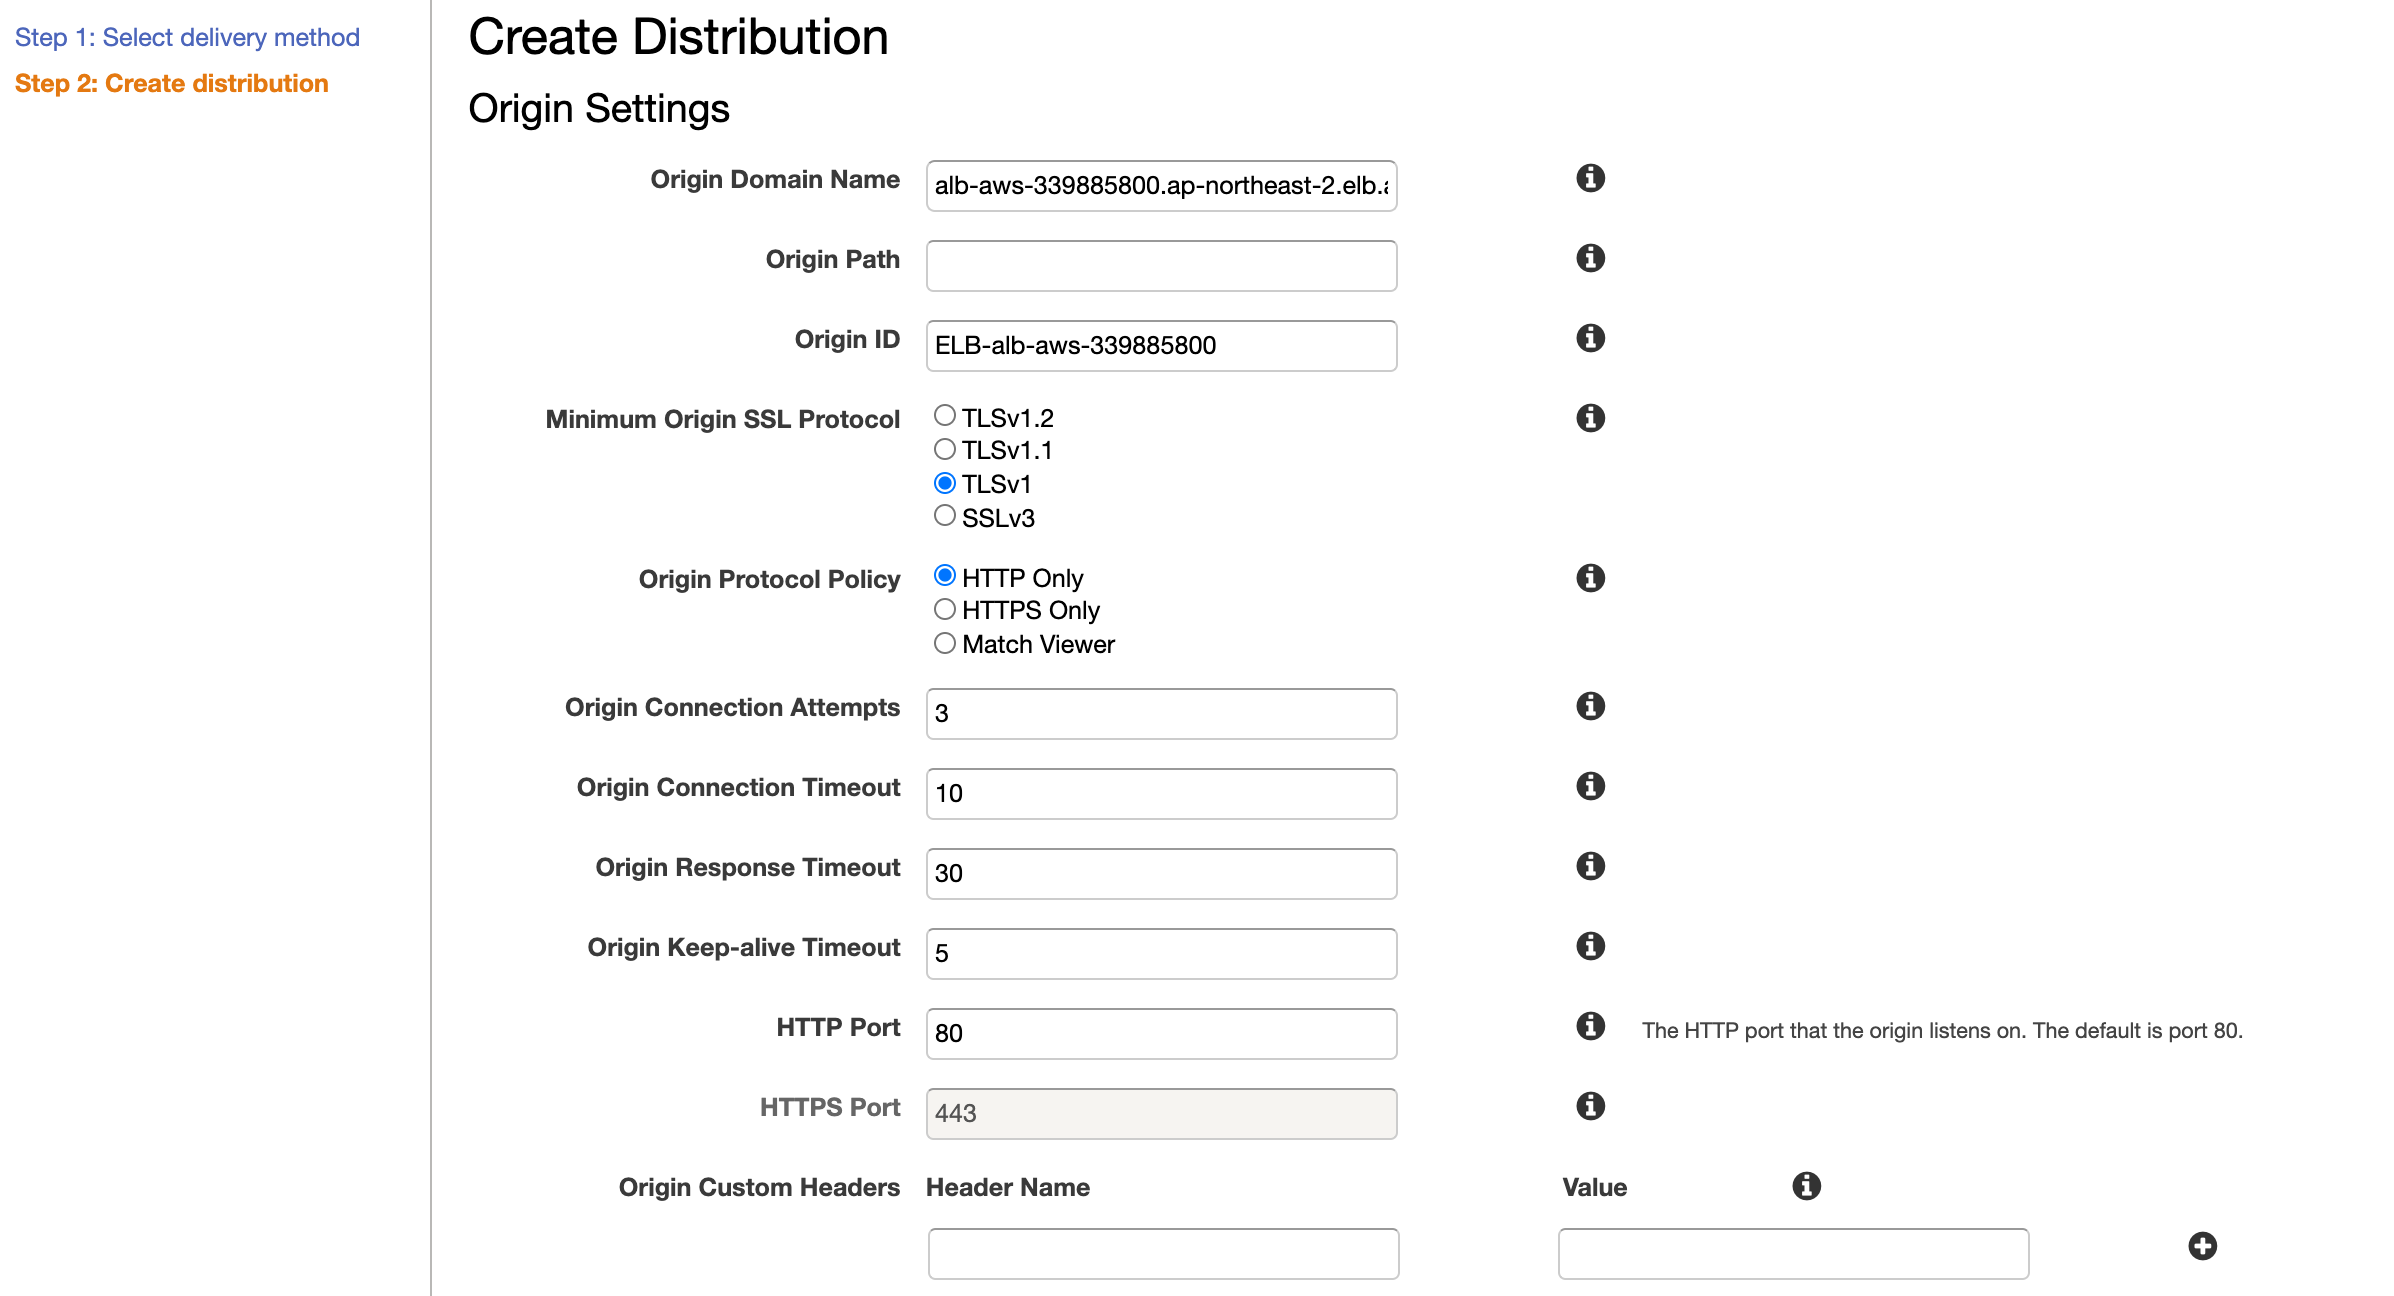 Step 1: Select delivery method
Step 2: Create distribution
Create Distribution
Origin Settings
Origin Domain Name alb-aws-339885800.ap-northeast-2.elb.
Origin Path
Origin ID ELB-alb-aws-339885800
Minimum Origin SSL Protocol TLSv1.2
TLSv1.1
TLSv1
SSLv3
Origin Protocol Policy HTTP Only
HTTPS Only
Match Viewer
Origin Connection Attempts 3
Origin Connection Timeout 10
Origin Response Timeout 30
Origin Keep-alive Timeout 5
HTTP Port 80 The HTTP port that the origin listens on. The default is port 80.
HTTPS Port 443
Origin Custom Headers Header Name Value